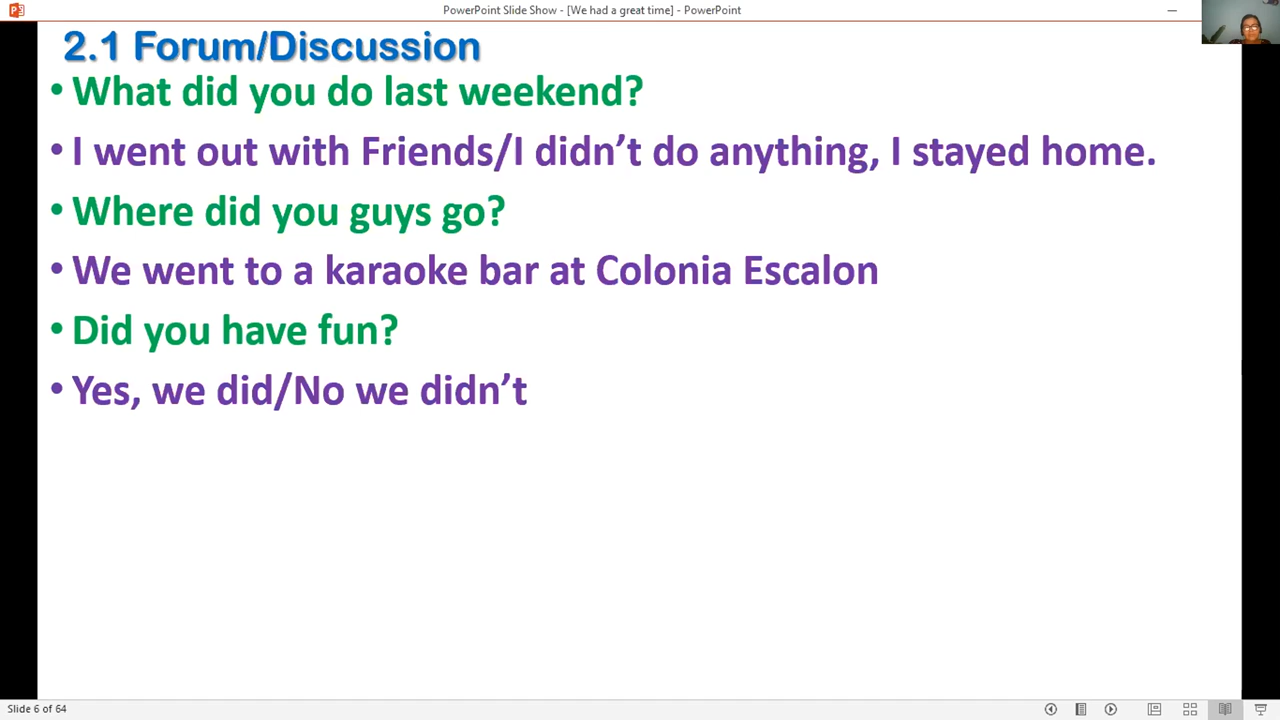 PowerPoint Slide Show - [We had a great time] - PowerPoint
2.1 Forum/Discussion
• What did you do last weekend?
• I went out with Friends/I didn’t do anything, I stayed home.
• Where did you guys go?
• We went to a karaoke bar at Colonia Escalon
• Did you have fun?
• Yes, we did/No we didn’t
Slide 6 of 64